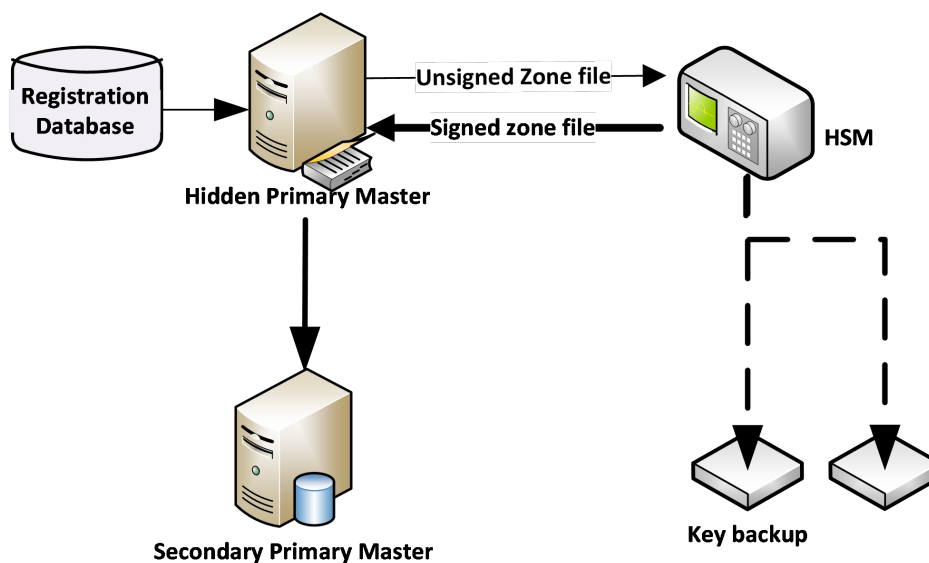 Registration
Database
Unsigned Zone file
Signed zone file
HSM
Hidden Primary Master
Key backup
Secondary Primary Master